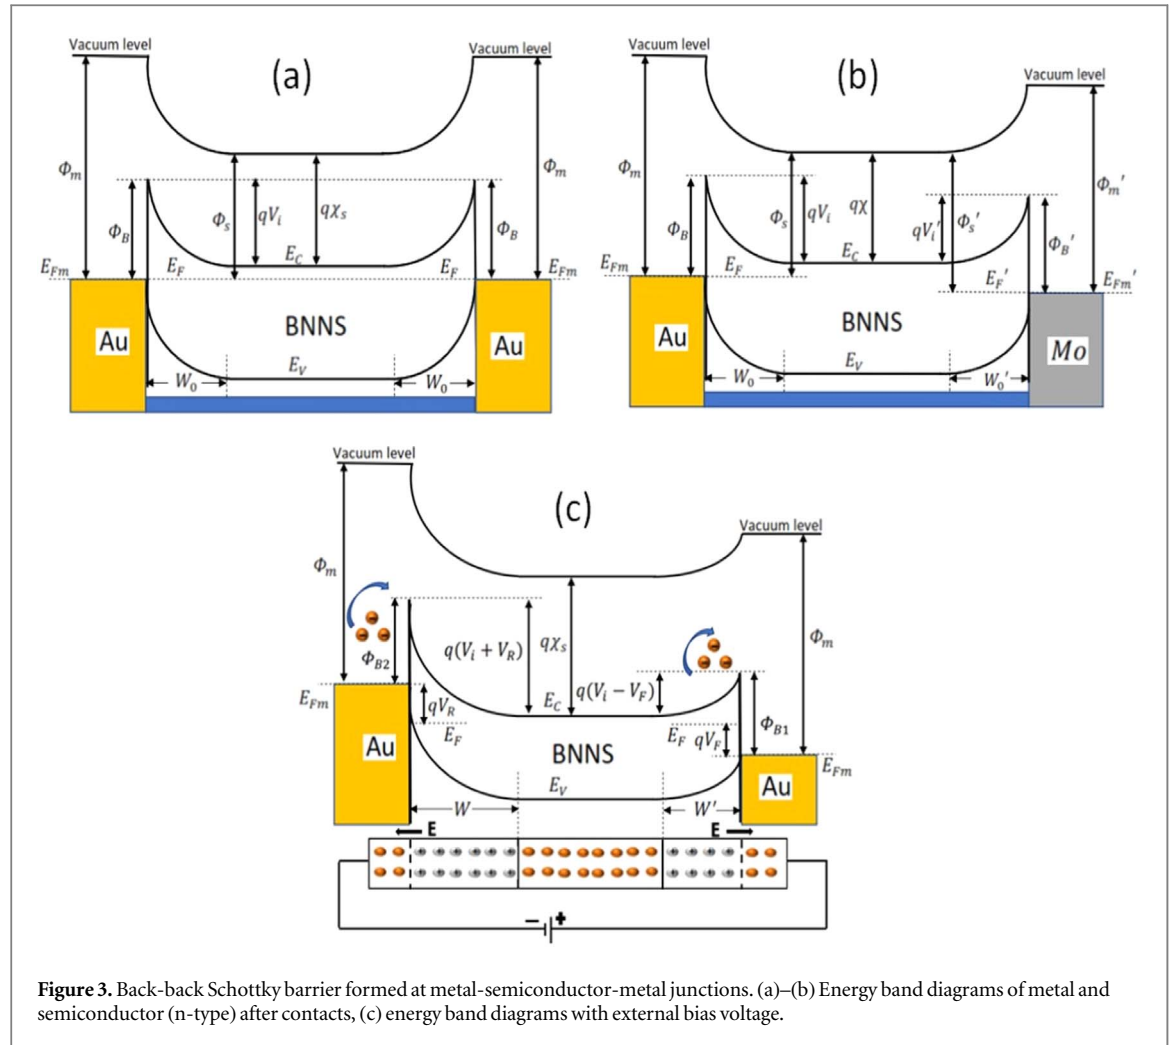 Vacuum level
Vacuum level
(a)
Φm
Φm
ΦB
Φs
qVi
qχs
ΦB
EFm
EF
EC
EF
EFm
Au
BNNS
Au
EV
W0
W0
Vacuum level
(b)
Vacuum level
Φm
Φm′
ΦB
Φs
qVi
qχ
qVi′
Φs′
ΦB′
EFm
EF
EC
EF′
EFm′
Au
BNNS
Mo
EV
W0
W0′
Vacuum level
(c)
Vacuum level
Φm
Φm
ΦB2
q(Vi + VR)
qχs
q(Vi − VF)
EFm
qVR
EC
ΦB1
EF
EF
qVF
Au
BNNS
EFm
Au
EV
W
W′
E
E
− +
Figure 3. Back-back Schottky barrier formed at metal-semiconductor-metal junctions. (a)–(b) Energy band diagrams of metal and
semiconductor (n-type) after contacts, (c) energy band diagrams with external bias voltage.